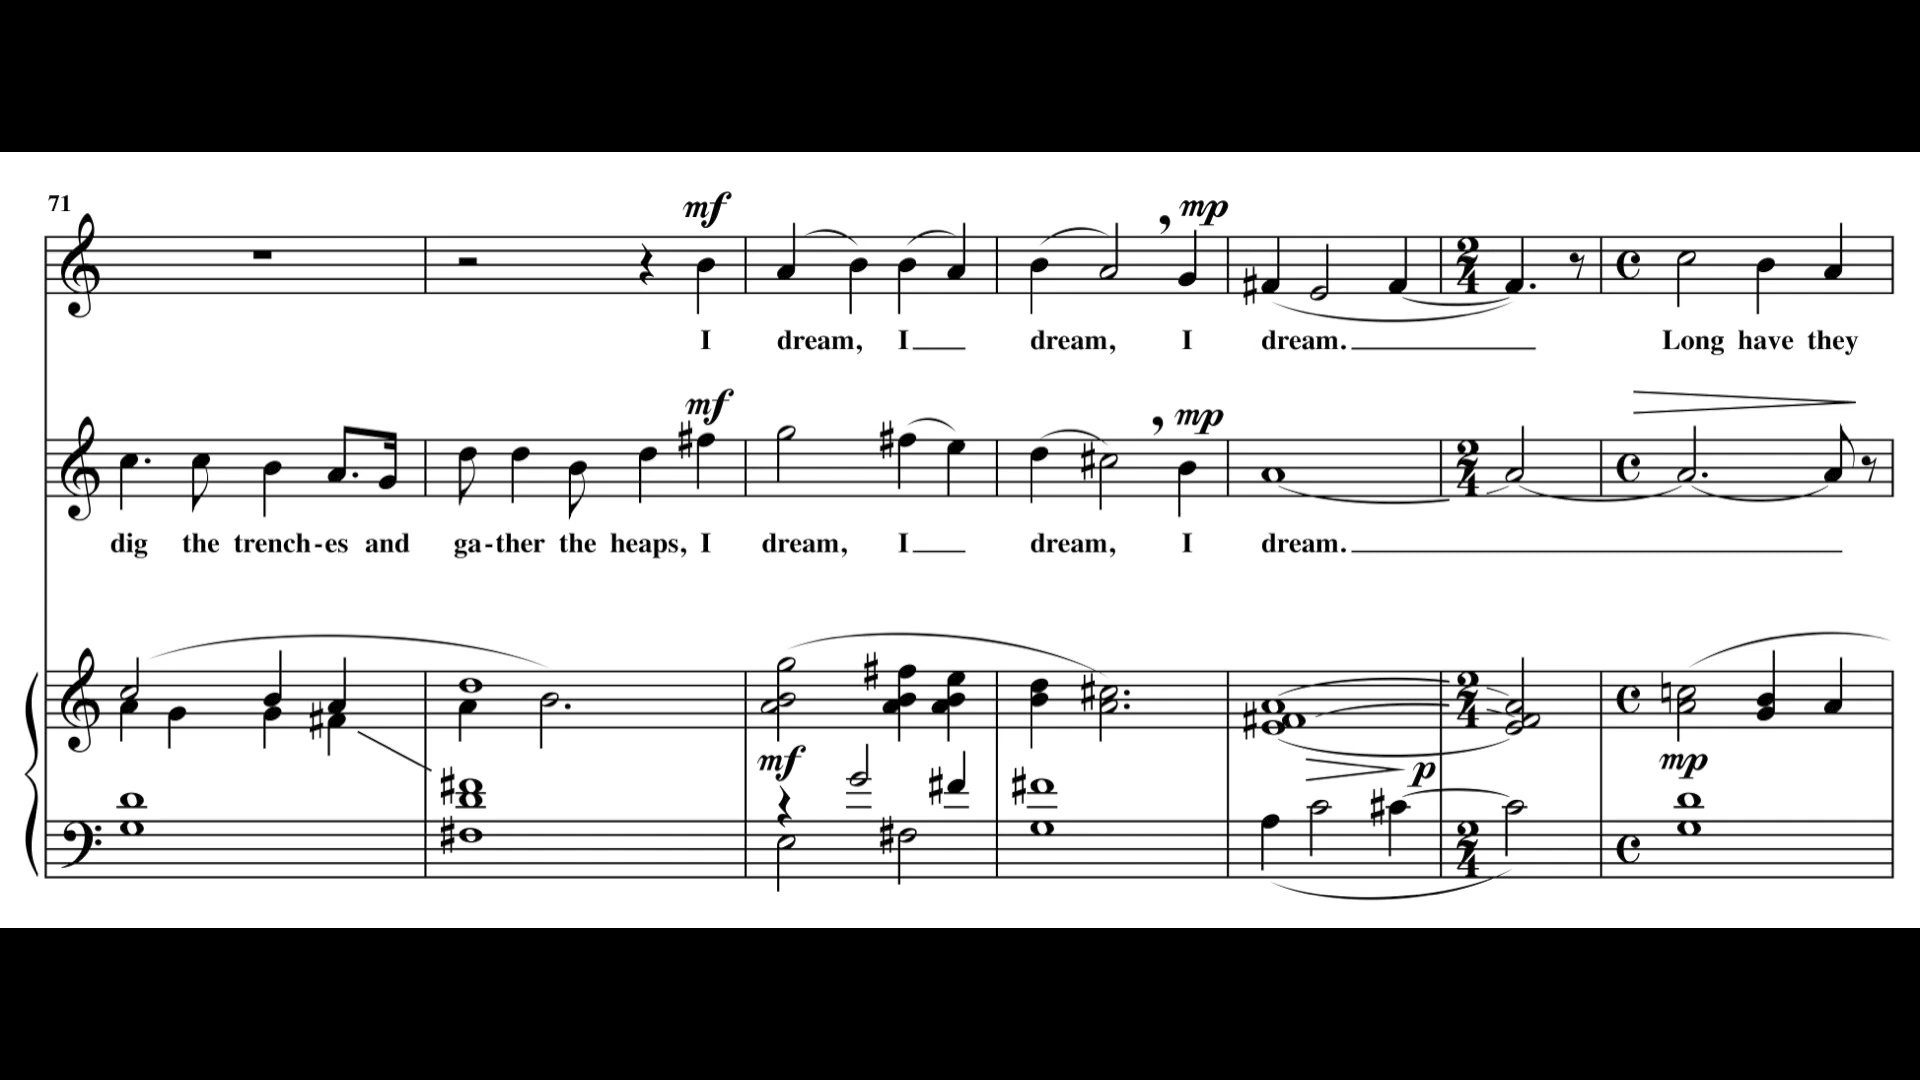 71
mf mp
I dream, I dream, I dream. Long have they
mf mp
dig the trench-es and ga-ther the heaps, I dream, I dream, I dream.
mf p mp